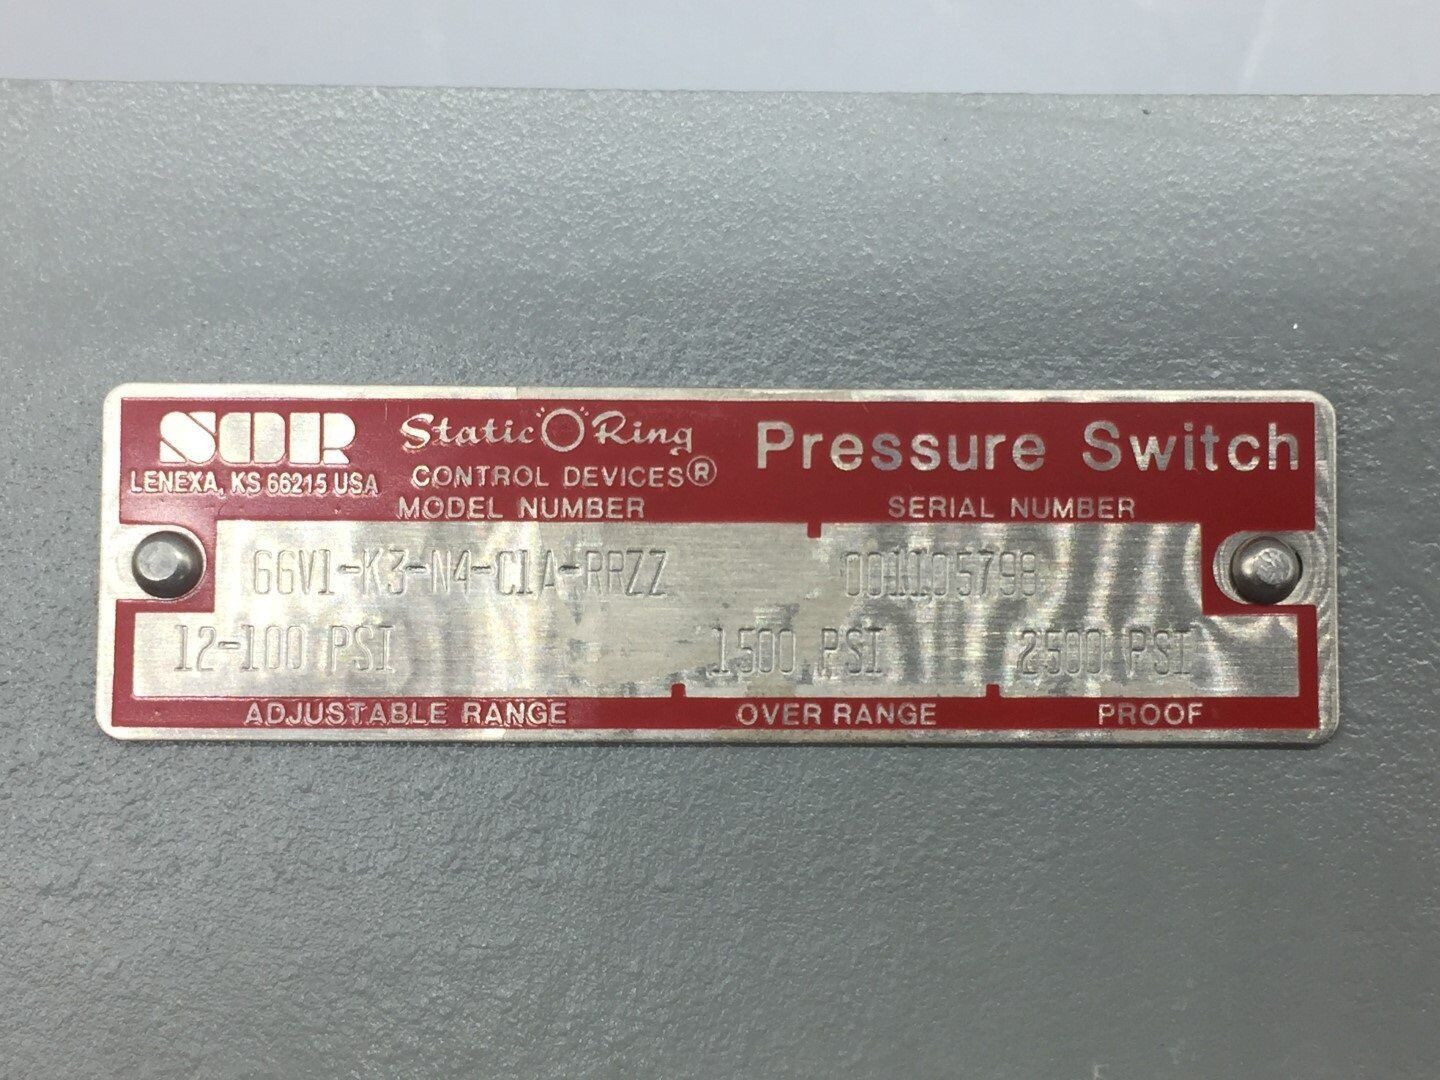 SOR Static "O" Ring Pressure Switch
LENEXA, KS 66215 USA CONTROL DEVICES®
MODEL NUMBER SERIAL NUMBER
66V1-K3-N4-C1A-RRZZ 001105798
12-100 PSI 1500 PSI 2500 PSI
ADJUSTABLE RANGE OVER RANGE PROOF